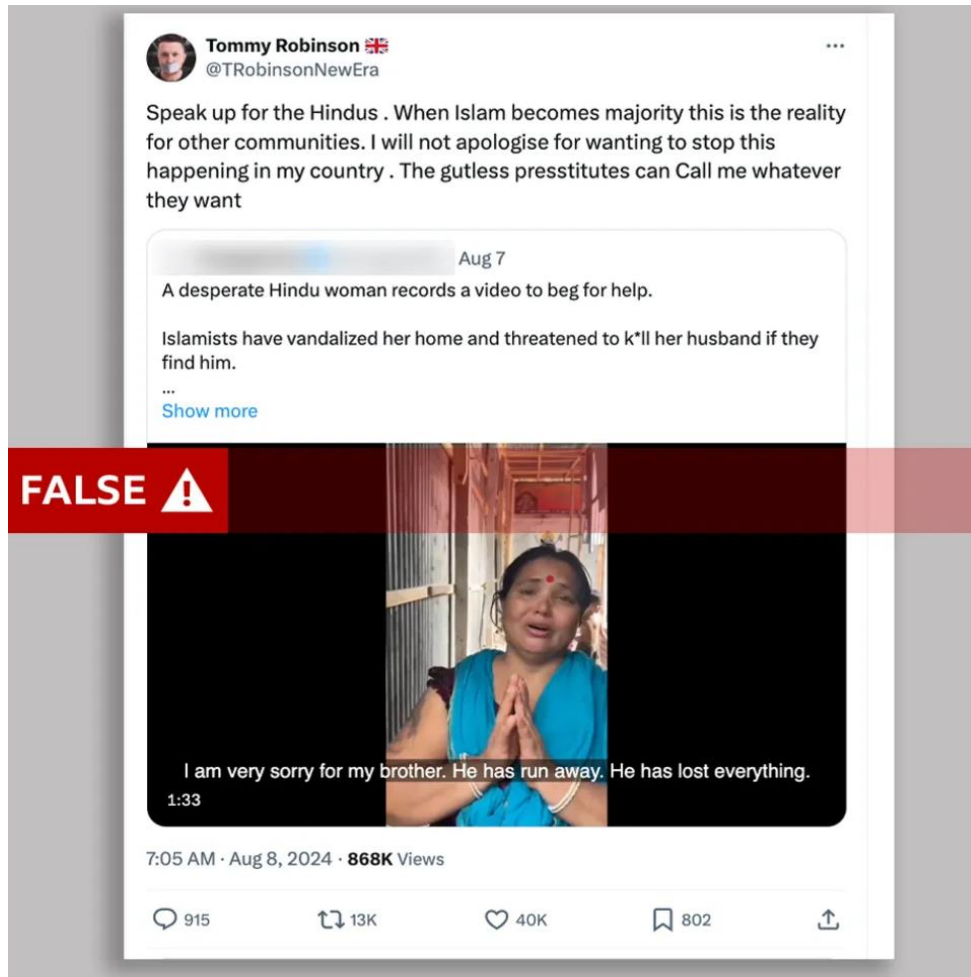 Tommy Robinson 🇬🇧
@TRobinsonNewEra
Speak up for the Hindus . When Islam becomes majority this is the reality
for other communities. I will not apologise for wanting to stop this
happening in my country . The gutless presstitutes can Call me whatever
they want
Aug 7
A desperate Hindu woman records a video to beg for help.
Islamists have vandalized her home and threatened to k*ll her husband if they
find him.
...
Show more
FALSE
I am very sorry for my brother. He has run away. He has lost everything.
1:33
7:05 AM · Aug 8, 2024 · 868K Views
915 13K 40K 802